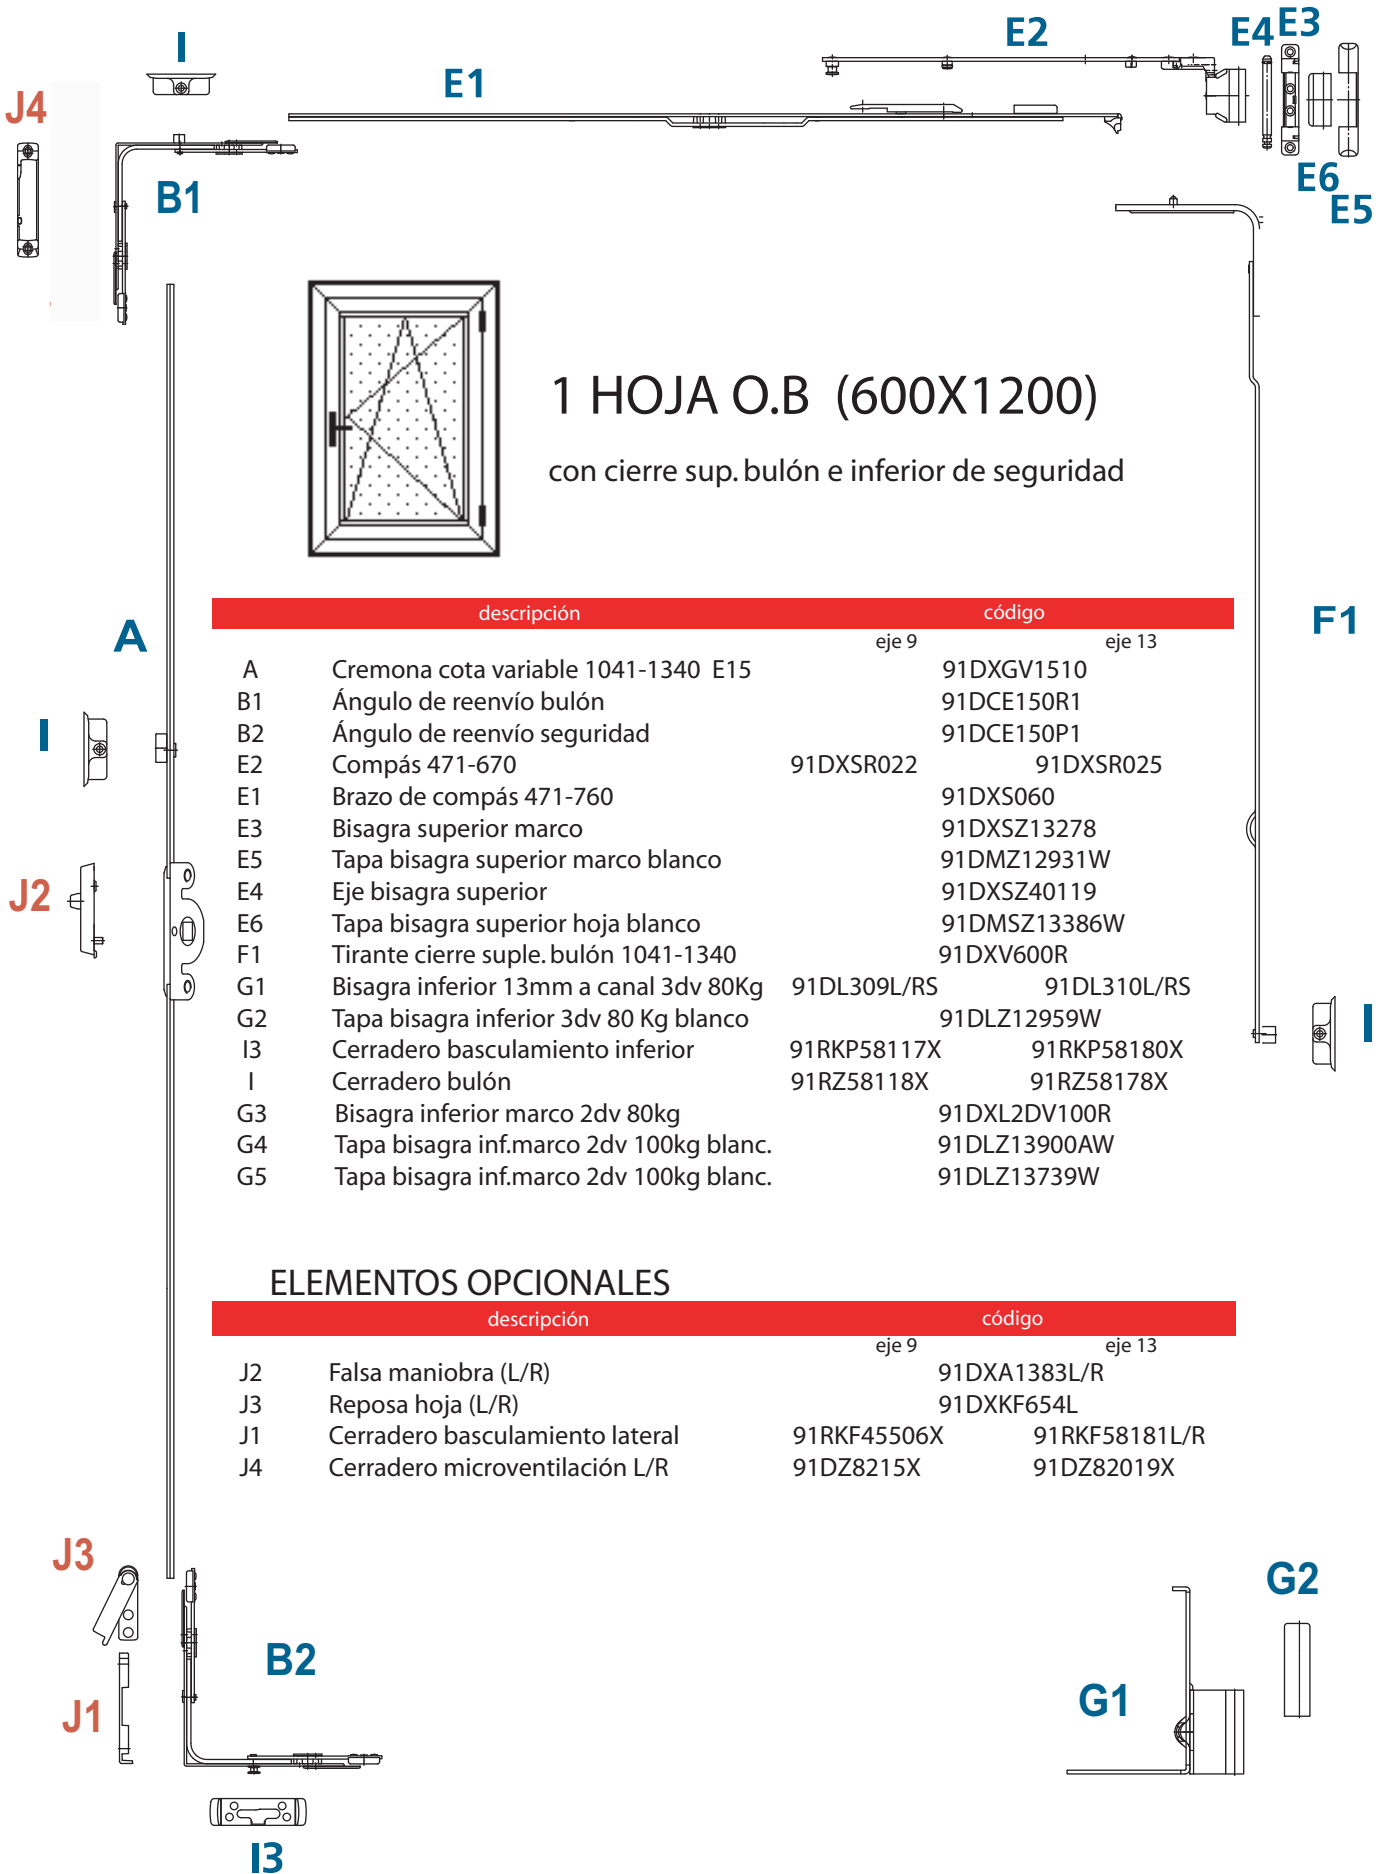 I
J4
E1
E2
E4
E3
E6
E5
B1
1 HOJA O.B (600X1200)
con cierre sup. bulón e inferior de seguridad
A
F1
I
J2
I
descripción código
eje 9 eje 13
A Cremona cota variable 1041-1340 E15 91DXGV1510
B1 Ángulo de reenvío bulón 91DCE150R1
B2 Ángulo de reenvío seguridad 91DCE150P1
E2 Compás 471-670 91DXSR022 91DXSR025
E1 Brazo de compás 471-760 91DXS060
E3 Bisagra superior marco 91DXSZ13278
E5 Tapa bisagra superior marco blanco 91DMZ12931W
E4 Eje bisagra superior 91DXSZ40119
E6 Tapa bisagra superior hoja blanco 91DMSZ13386W
F1 Tirante cierre suple. bulón 1041-1340 91DXV600R
G1 Bisagra inferior 13mm a canal 3dv 80Kg 91DL309L/RS 91DL310L/RS
G2 Tapa bisagra inferior 3dv 80 Kg blanco 91DLZ12959W
I3 Cerradero basculamiento inferior 91RKP58117X 91RKP58180X
I Cerradero bulón 91RZ58118X 91RZ58178X
G3 Bisagra inferior marco 2dv 80kg 91DXL2DV100R
G4 Tapa bisagra inf.marco 2dv 100kg blanc. 91DLZ13900AW
G5 Tapa bisagra inf.marco 2dv 100kg blanc. 91DLZ13739W
ELEMENTOS OPCIONALES
descripción código
eje 9 eje 13
J2 Falsa maniobra (L/R) 91DXA1383L/R
J3 Reposa hoja (L/R) 91DXKF654L
J1 Cerradero basculamiento lateral 91RKF45506X 91RKF58181L/R
J4 Cerradero microventilación L/R 91DZ8215X 91DZ82019X
J3
G2
B2
G1
J1
I3